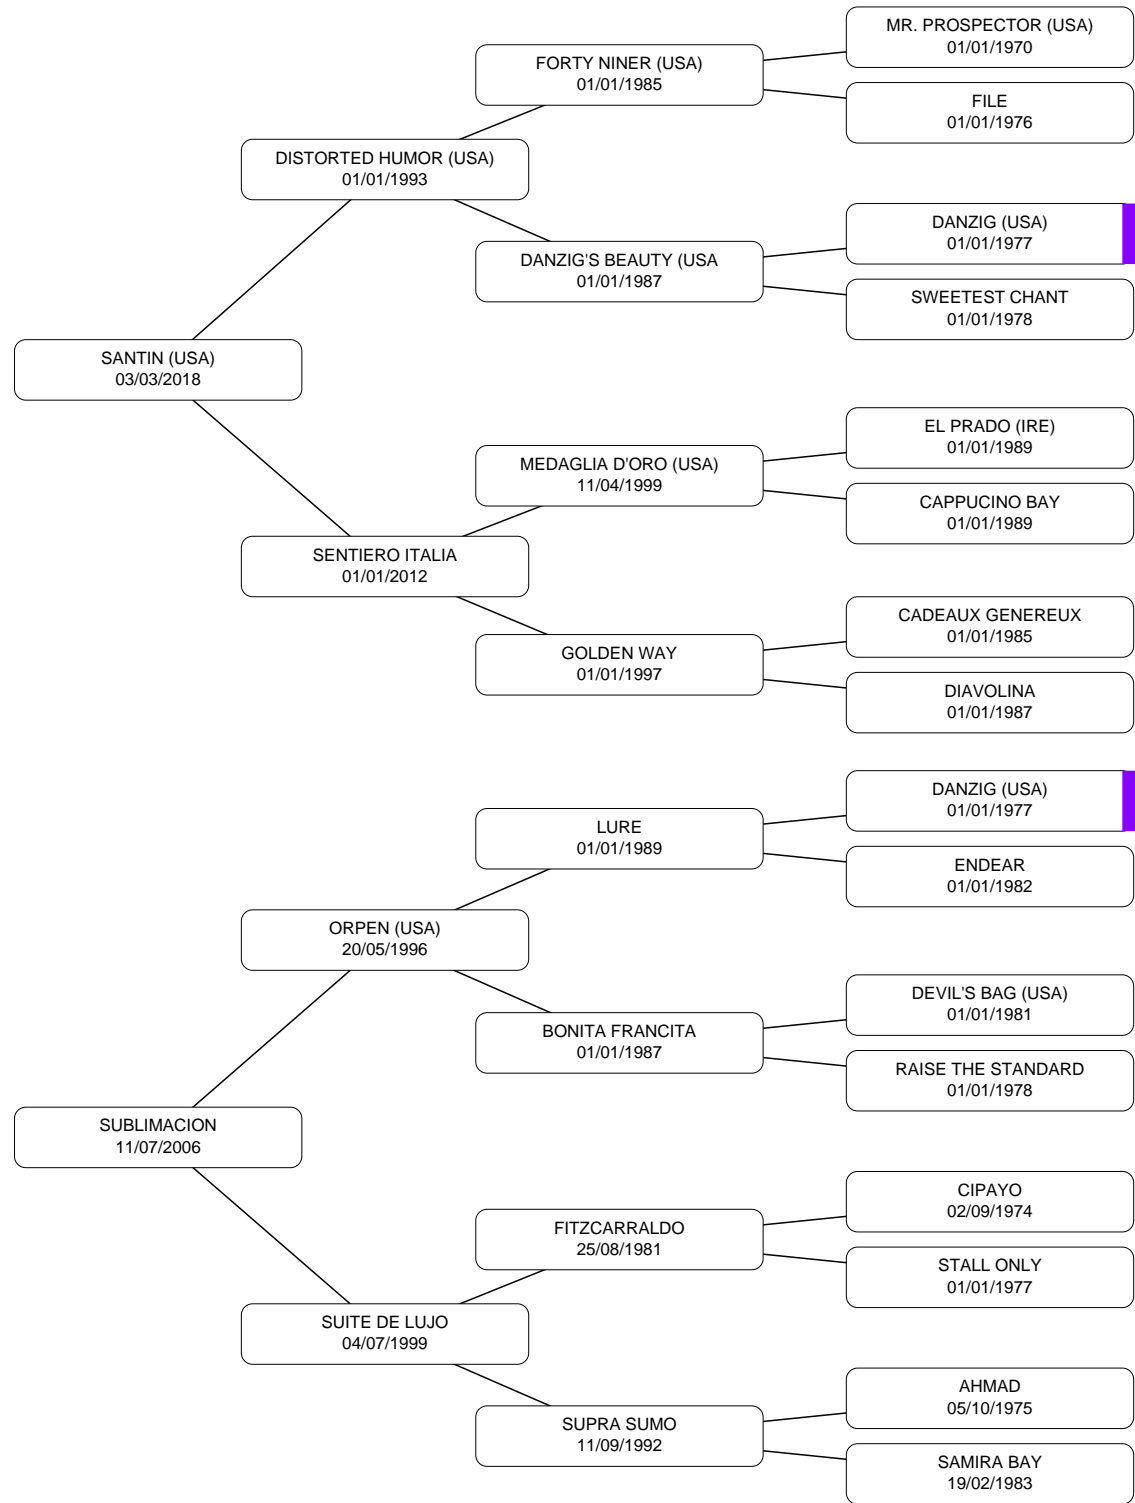 MR. PROSPECTOR (USA)
01/01/1970
FORTY NINER (USA)
01/01/1985
FILE
01/01/1976
DISTORTED HUMOR (USA)
01/01/1993
DANZIG (USA)
01/01/1977
DANZIG'S BEAUTY (USA
01/01/1987
SWEETEST CHANT
01/01/1978
SANTIN (USA)
03/03/2018
EL PRADO (IRE)
01/01/1989
MEDAGLIA D'ORO (USA)
11/04/1999
CAPPUCINO BAY
01/01/1989
SENTIERO ITALIA
01/01/2012
CADEAUX GENEREUX
01/01/1985
GOLDEN WAY
01/01/1997
DIAVOLINA
01/01/1987
DANZIG (USA)
01/01/1977
LURE
01/01/1989
ENDEAR
01/01/1982
ORPEN (USA)
20/05/1996
DEVIL'S BAG (USA)
01/01/1981
BONITA FRANCITA
01/01/1987
RAISE THE STANDARD
01/01/1978
SUBLIMACION
11/07/2006
CIPAYO
02/09/1974
FITZCARRALDO
25/08/1981
STALL ONLY
01/01/1977
SUITE DE LUJO
04/07/1999
AHMAD
05/10/1975
SUPRA SUMO
11/09/1992
SAMIRA BAY
19/02/1983